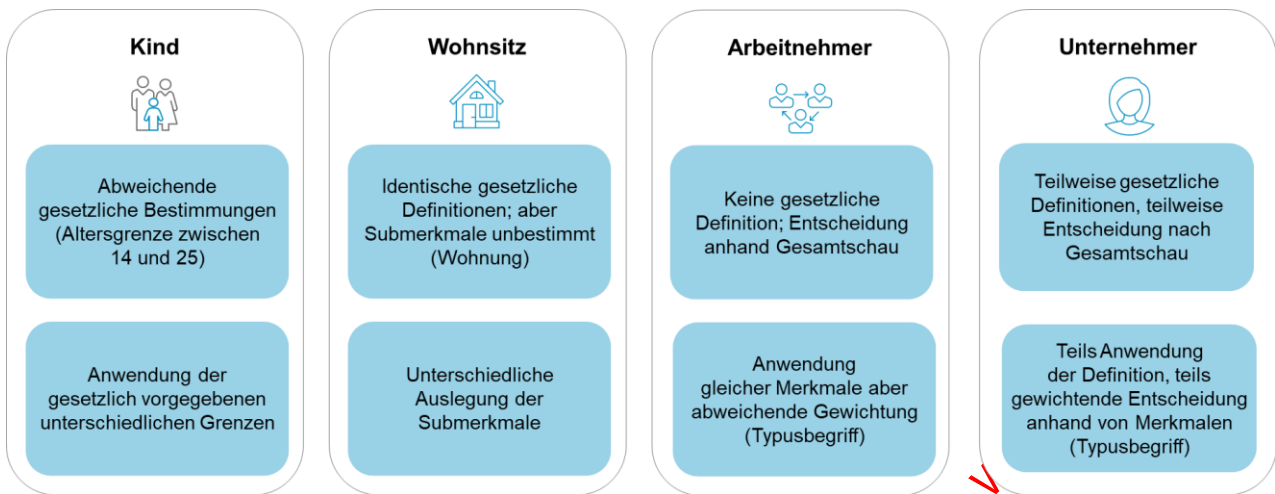 Kind
Abweichende
gesetzliche Bestimmungen
(Altersgrenze zwischen
14 und 25)
Anwendung der
gesetzlich vorgegebenen
unterschiedlichen Grenzen
Wohnsitz
Identische gesetzliche
Definitionen; aber
Submerkmale unbestimmt
(Wohnung)
Unterschiedliche
Auslegung der
Submerkmale
Arbeitnehmer
Keine gesetzliche
Definition; Entscheidung
anhand Gesamtschau
Anwendung
gleicher Merkmale aber
abweichende Gewichtung
(Typusbegriff)
Unternehmer
Teilweise gesetzliche
Definitionen, teilweise
Entscheidung nach
Gesamtschau
Teils Anwendung
der Definition, teils
gewichtende Entscheidung
anhand von Merkmalen
(Typusbegriff)